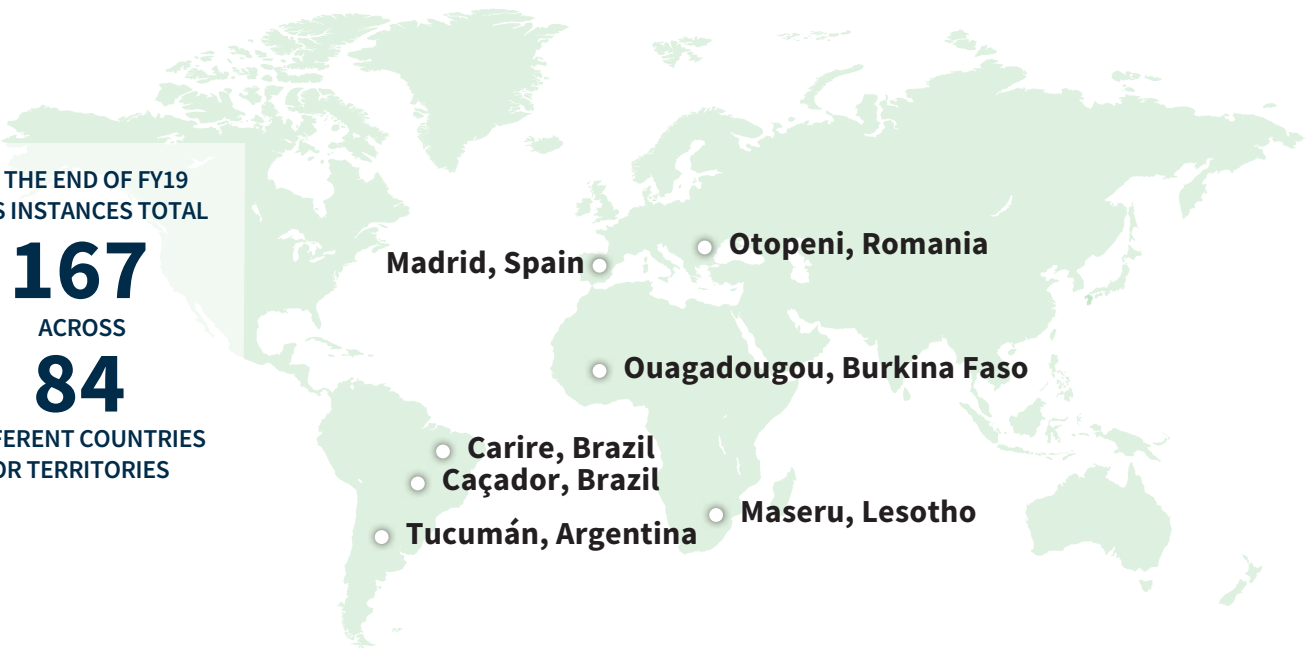 THE END OF FY19
S INSTANCES TOTAL
167
ACROSS
84
FERENT COUNTRIES
OR TERRITORIES
Madrid, Spain
Otopeni, Romania
Ouagadougou, Burkina Faso
Carire, Brazil
Caçador, Brazil
Maseru, Lesotho
Tucumán, Argentina